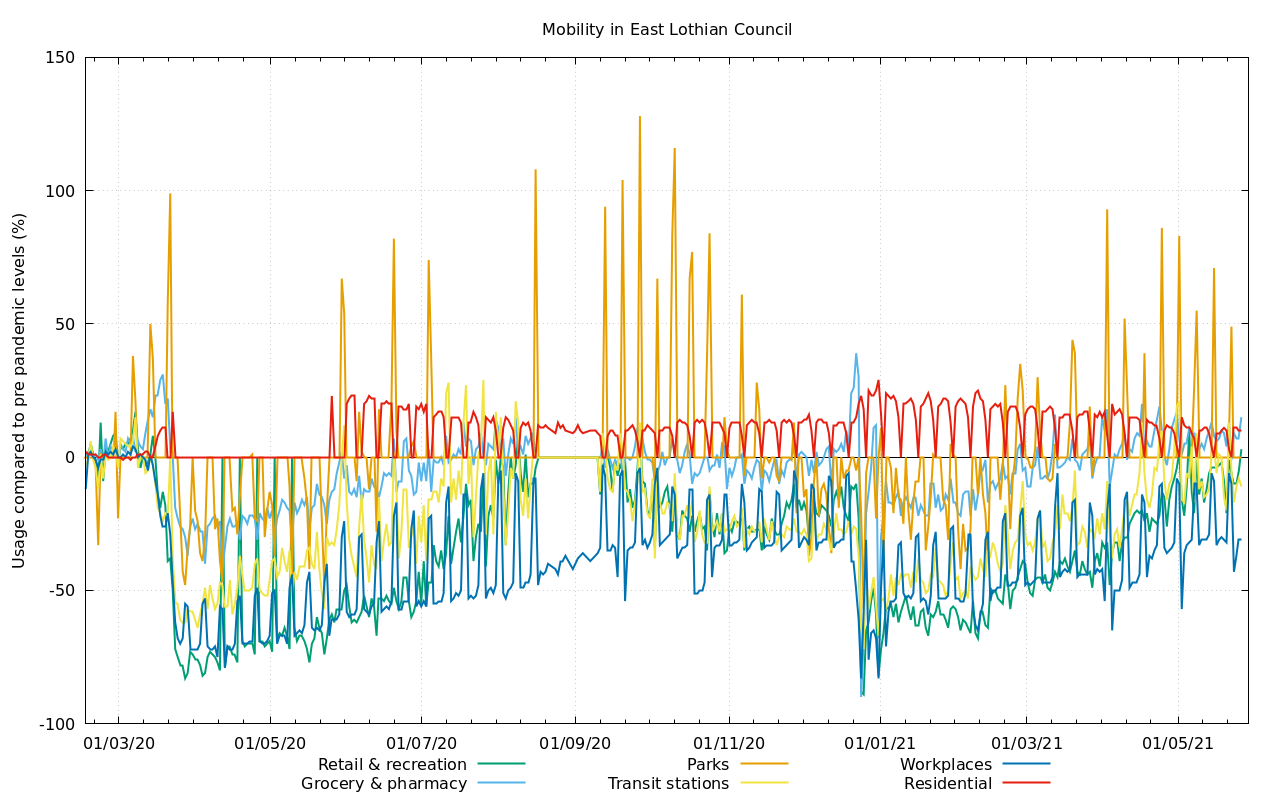 Mobility in East Lothian Council
Usage compared to pre pandemic levels (%)
150
100
50
0
-50
-100
01/03/20 01/05/20 01/07/20 01/09/20 01/11/20 01/01/21 01/03/21 01/05/21
Retail & recreation Parks Workplaces
Grocery & pharmacy Transit stations Residential